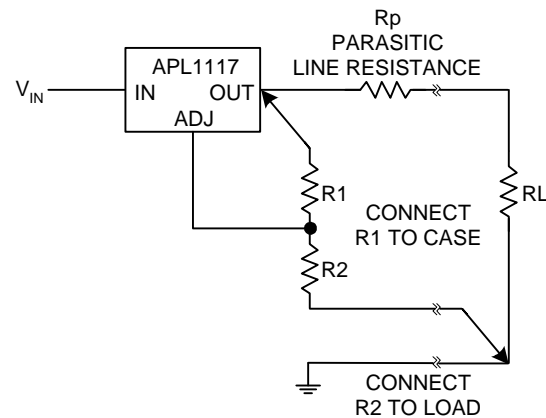 Rp
PARASITIC
LINE RESISTANCE
APL1117
VIN
IN
OUT
ADJ
R1
RL
CONNECT
R1 TO CASE
R2
CONNECT
R2 TO LOAD